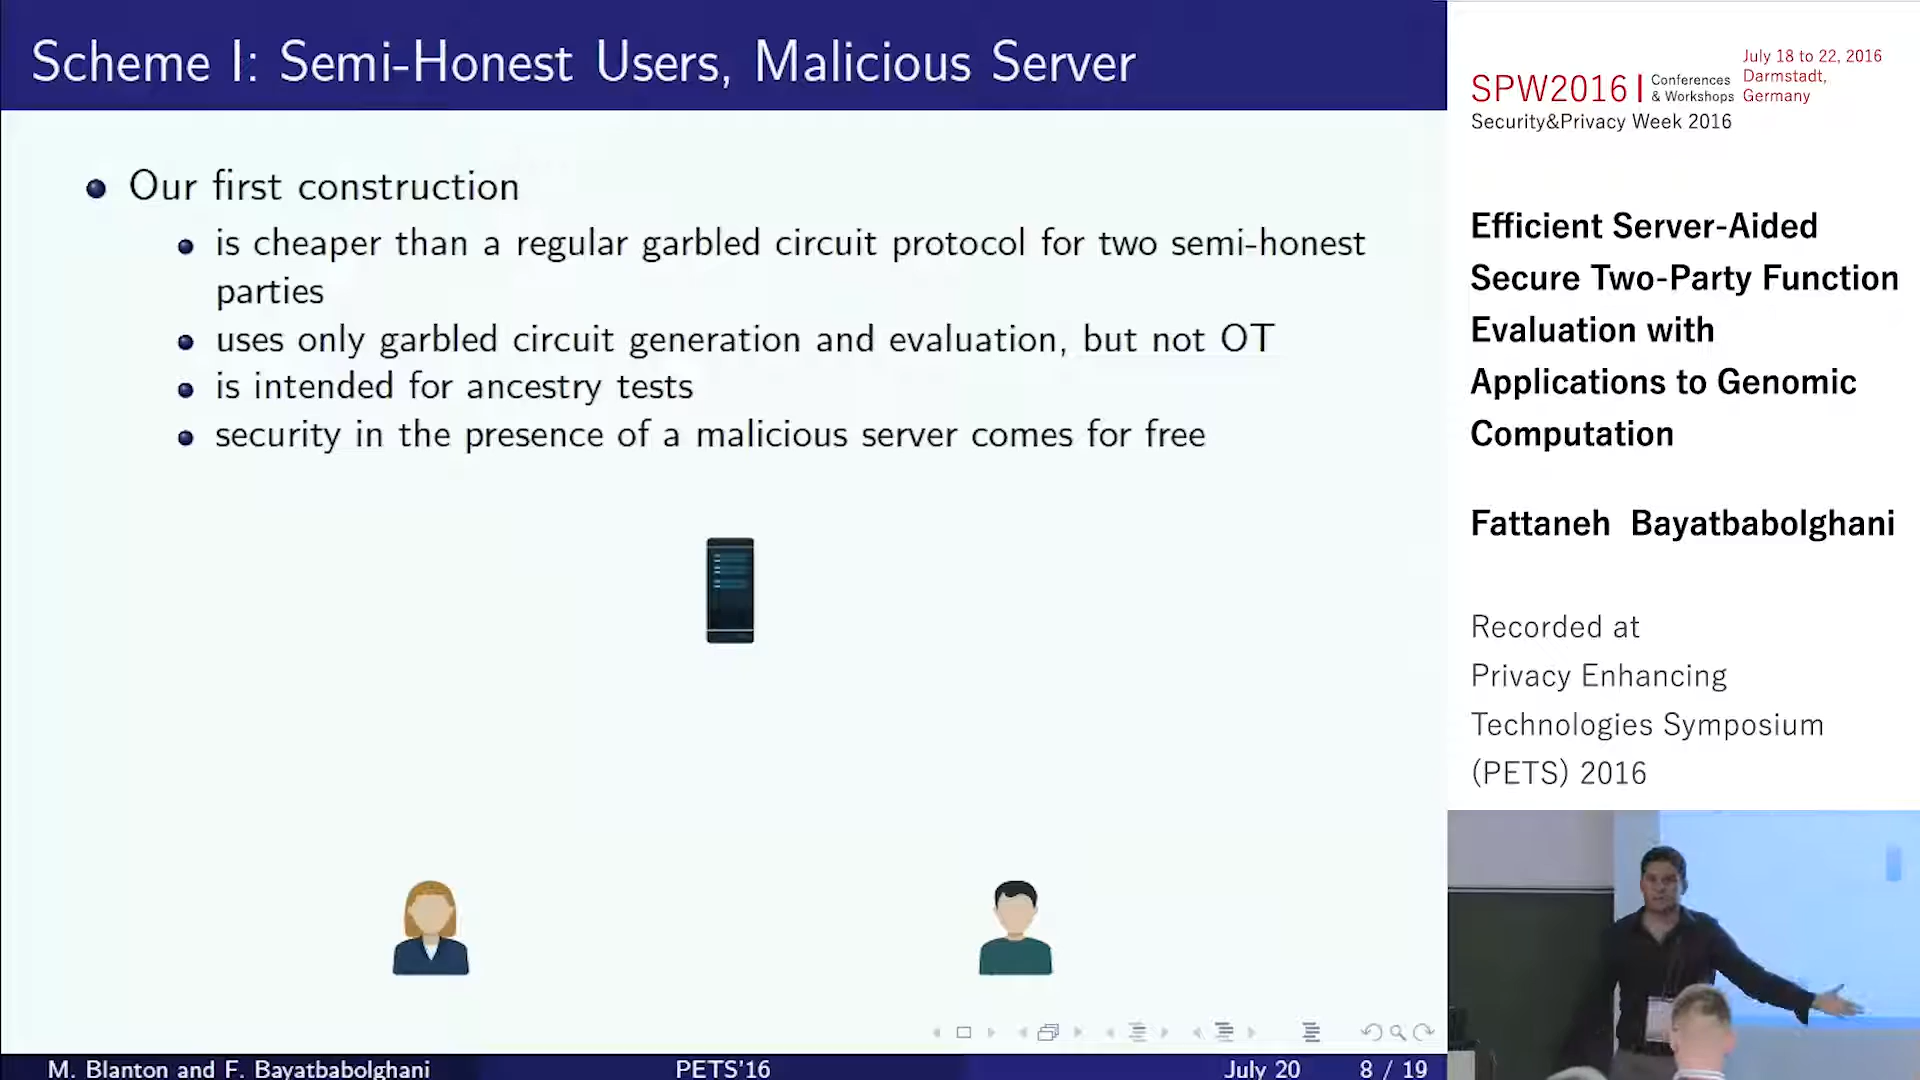 Scheme I: Semi-Honest Users, Malicious Server
Our first construction
is cheaper than a regular garbled circuit protocol for two semi-honest
parties
uses only garbled circuit generation and evaluation, but not OT
is intended for ancestry tests
security in the presence of a malicious server comes for free
M. Blanton and F. Bayatbabolghani
PETS'16
July 20
8 / 19
SPW2016
Conferences
& Workshops
July 18 to 22, 2016
Darmstadt,
Germany
Security&Privacy Week 2016
Efficient Server-Aided
Secure Two-Party Function
Evaluation with
Applications to Genomic
Computation
Fattaneh Bayatbabolghani
Recorded at
Privacy Enhancing
Technologies Symposium
(PETS) 2016